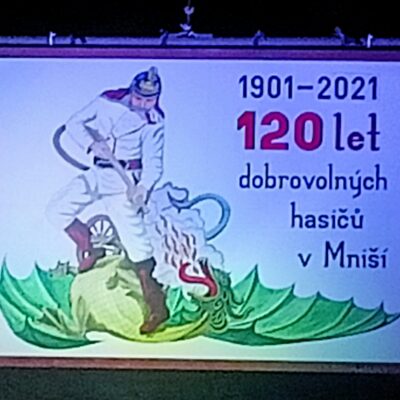 1901-2021
120 let
dobrovolných
hasičů
v Mniší